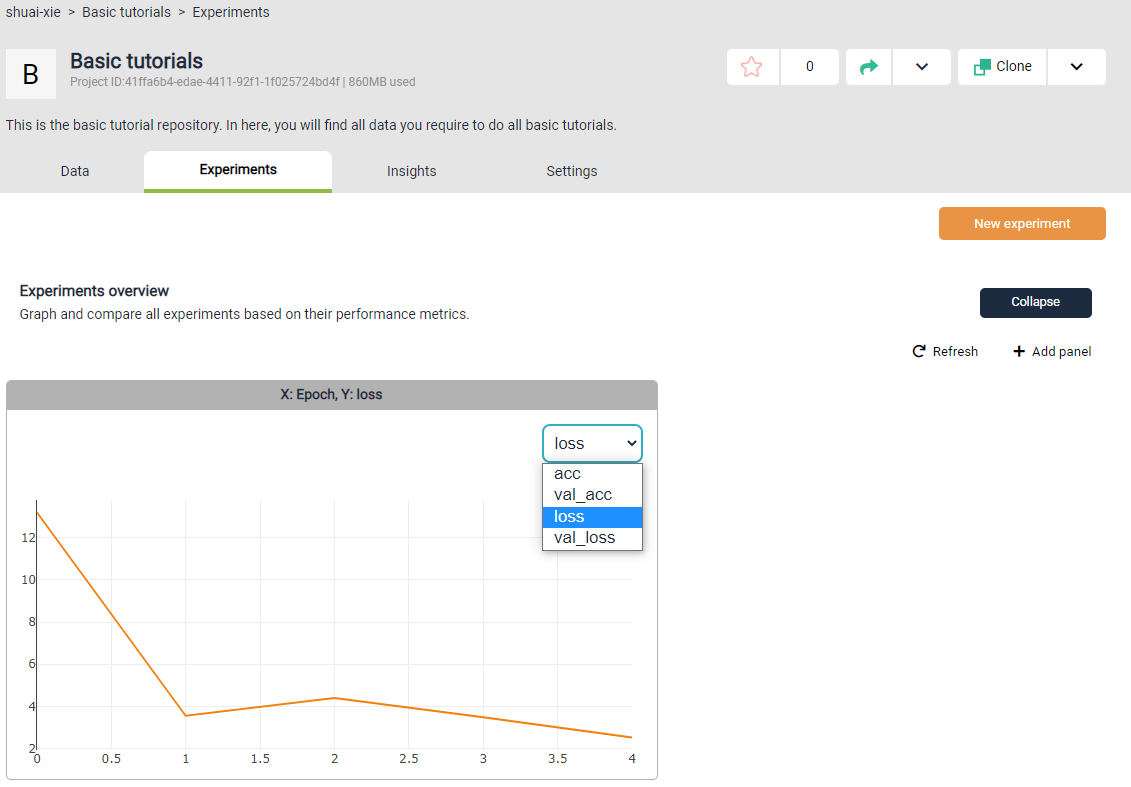 shuai-xie > Basic tutorials > Experiments
B
Basic tutorials
Project ID:41ffa6b4-edae-4411-92f1-1f025724bd4f | 860MB used
0
Clone
This is the basic tutorial repository. In here, you will find all data you require to do all basic tutorials.
Data
Experiments
Insights
Settings
New experiment
Experiments overview
Graph and compare all experiments based on their performance metrics.
Collapse
Refresh
+ Add panel
X: Epoch, Y: loss
loss
acc
val_acc
loss
val_loss
12
10
8
6
4
2
0 0.5 1 1.5 2 2.5 3 3.5 4